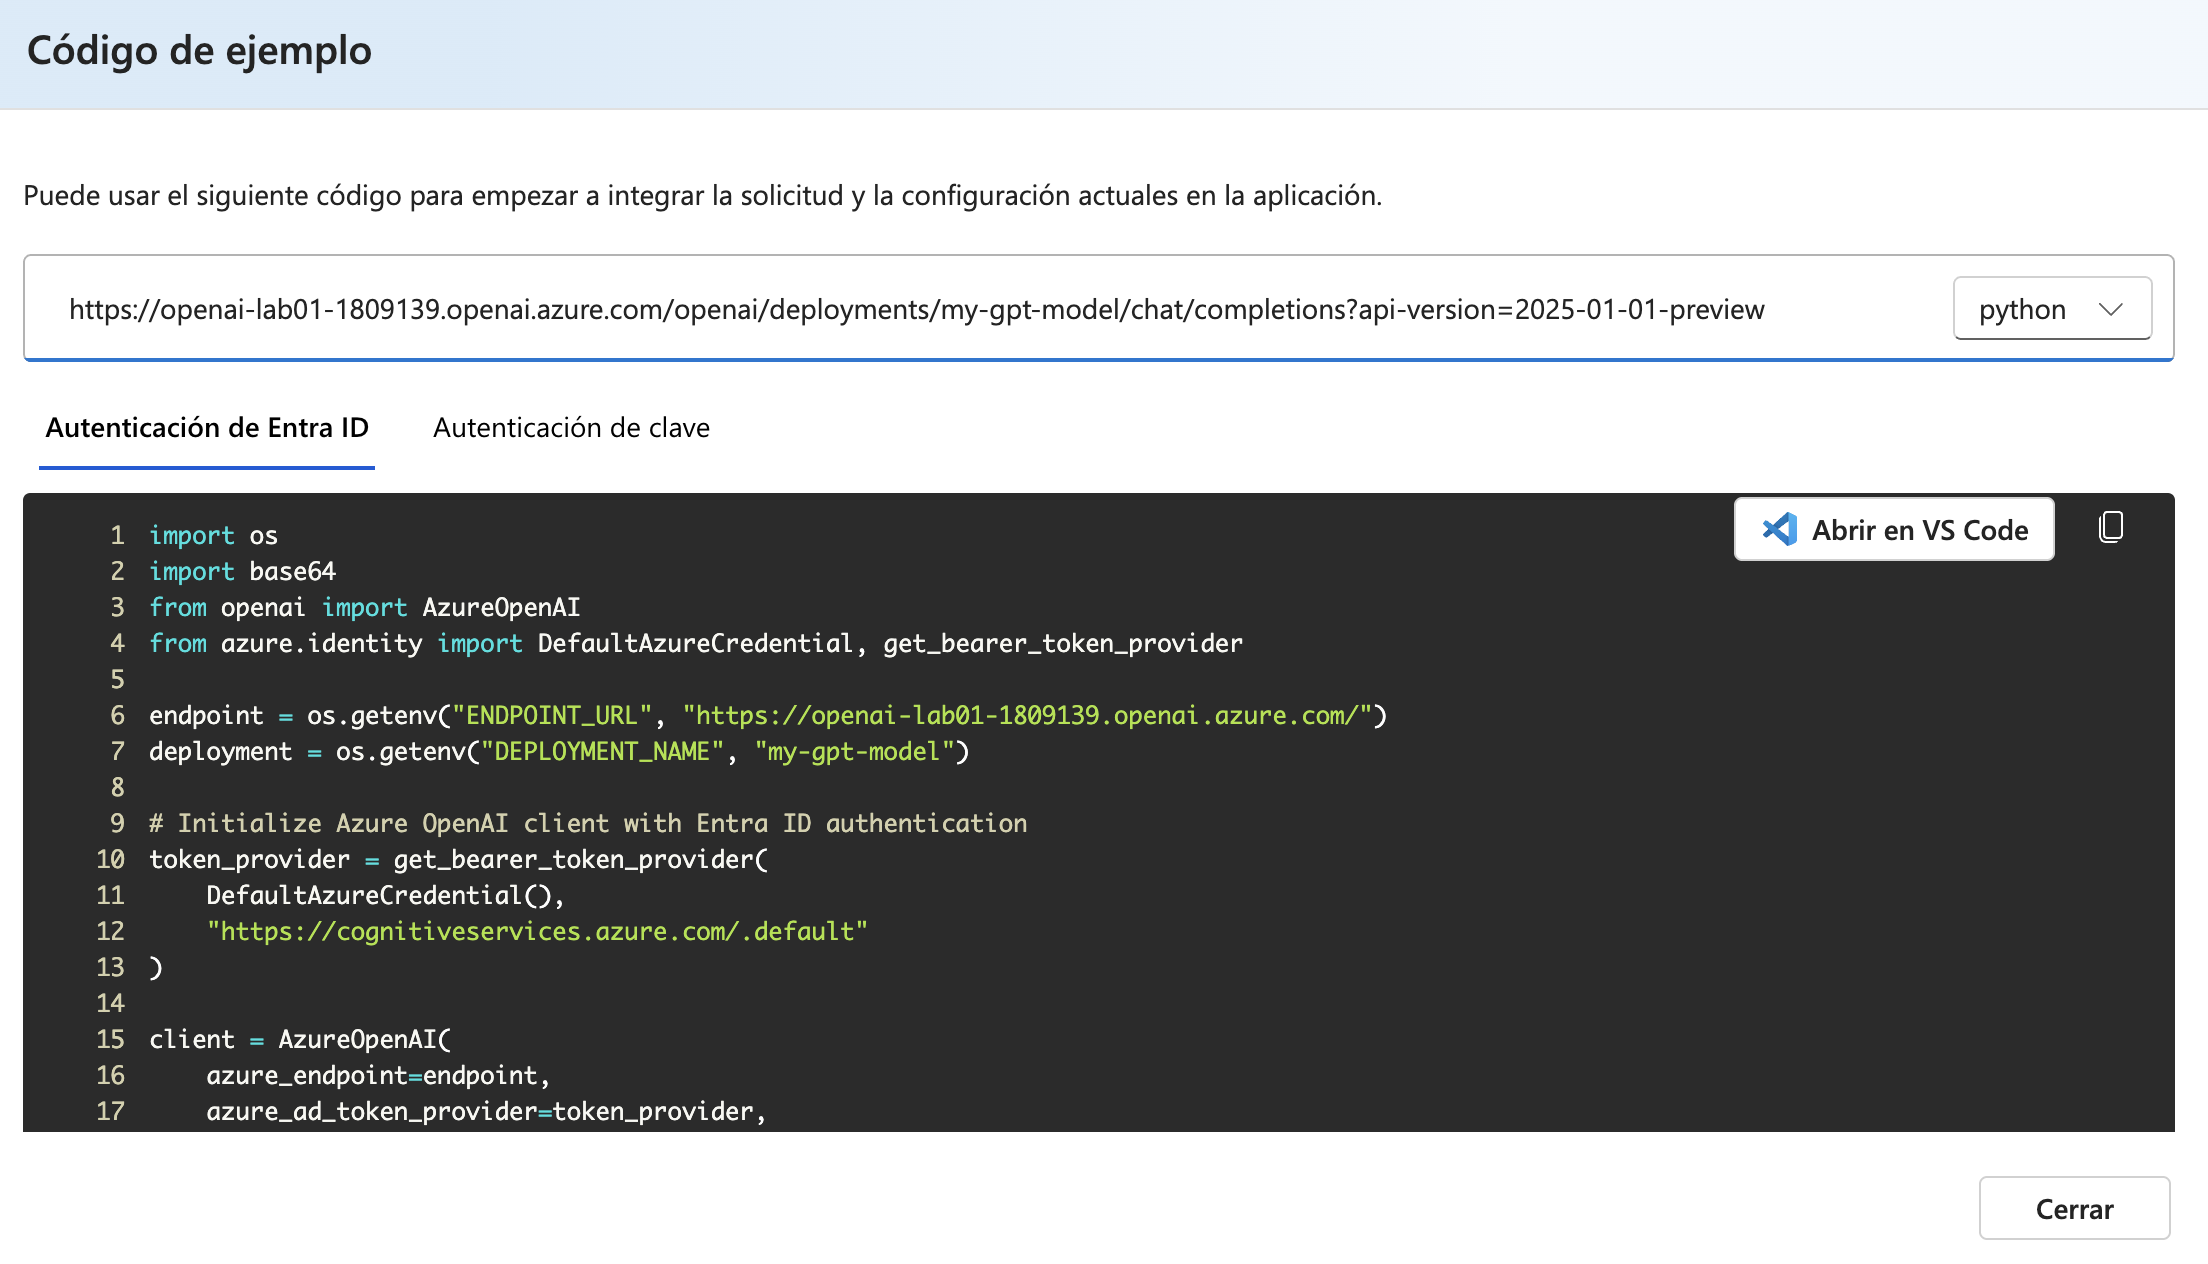 Código de ejemplo
Puede usar el siguiente código para empezar a integrar la solicitud y la configuración actuales en la aplicación.
https://openai-lab01-1809139.openai.azure.com/openai/deployments/my-gpt-model/chat/completions?api-version=2025-01-01-preview
python
Autenticación de Entra ID
Autenticación de clave
Abrir en VS Code
1 import os
2 import base64
3 from openai import AzureOpenAI
4 from azure.identity import DefaultAzureCredential, get_bearer_token_provider
5
6 endpoint = os.getenv("ENDPOINT_URL", "https://openai-lab01-1809139.openai.azure.com/")
7 deployment = os.getenv("DEPLOYMENT_NAME", "my-gpt-model")
8
9 # Initialize Azure OpenAI client with Entra ID authentication
10 token_provider = get_bearer_token_provider(
11     DefaultAzureCredential(),
12     "https://cognitiveservices.azure.com/.default"
13 )
14
15 client = AzureOpenAI(
16     azure_endpoint=endpoint,
17     azure_ad_token_provider=token_provider,
Cerrar